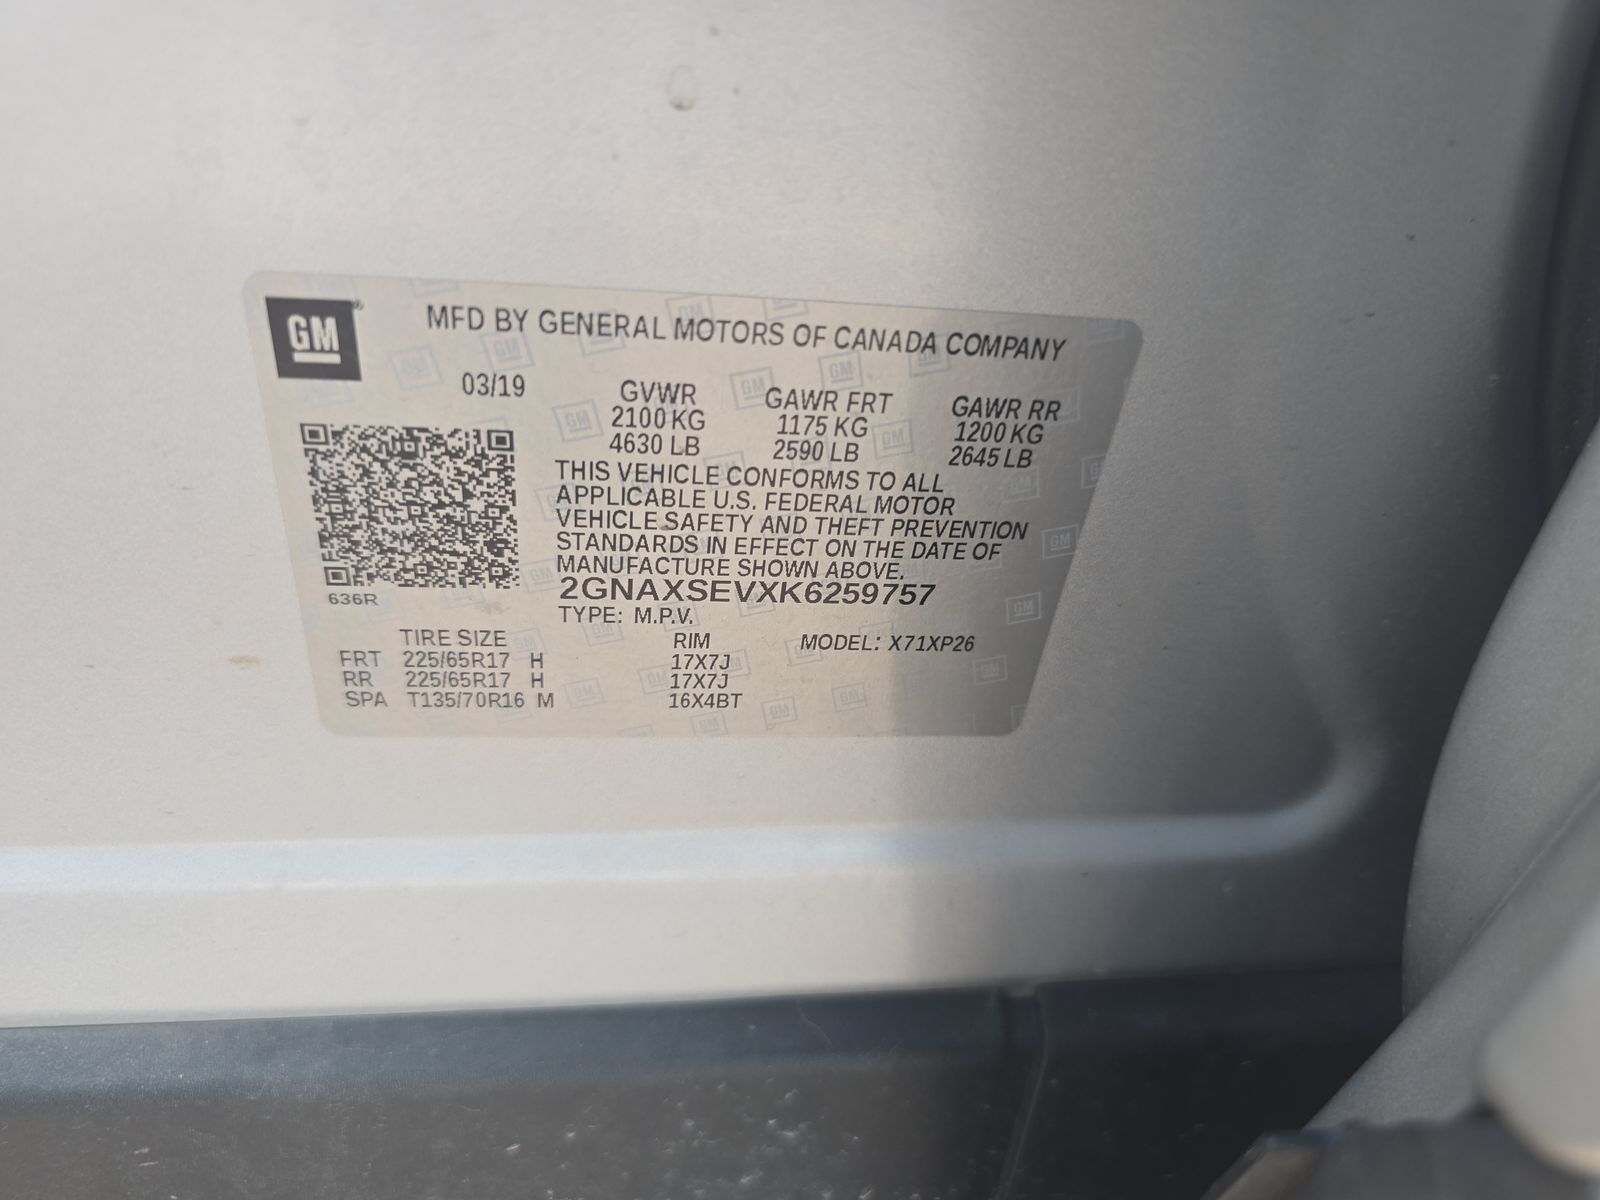 GM
MFD BY GENERAL MOTORS OF CANADA COMPANY
03/19 GVWR GAWR FRT GAWR RR
2100 KG 1175 KG 1200 KG
4630 LB 2590 LB 2645 LB
THIS VEHICLE CONFORMS TO ALL
APPLICABLE U.S. FEDERAL MOTOR
VEHICLE SAFETY AND THEFT PREVENTION
STANDARDS IN EFFECT ON THE DATE OF
MANUFACTURE SHOWN ABOVE.
2GNAXSEVXK6259757
636R
TYPE: M.P.V.
TIRE SIZE RIM MODEL: X71XP26
FRT 225/65R17 H 17X7J
RR 225/65R17 H 17X7J
SPA T135/70R16 M 16X4BT